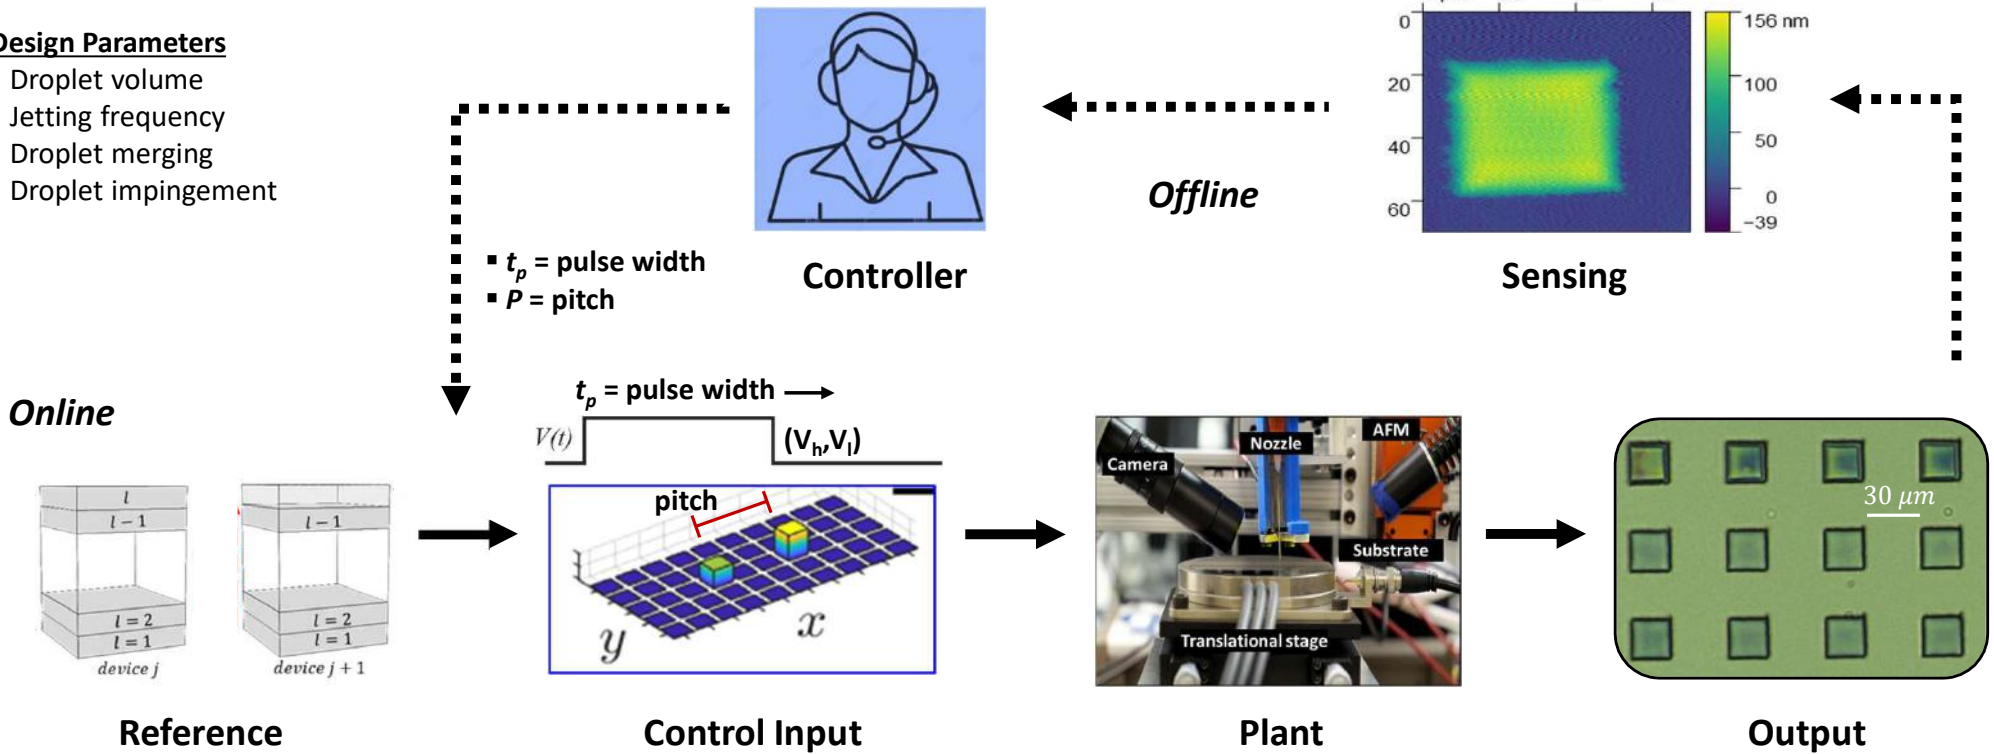 Design Parameters
Droplet volume
Jetting frequency
Droplet merging
Droplet impingement
Controller
Offline
0
20
40
60
156 nm
100
50
0
−39
Sensing
▪ tp = pulse width
▪ P = pitch
Online
l
l − 1
l = 2
l = 1
device j
l − 1
l = 2
l = 1
device j + 1
Reference
tp = pulse width
V(t)
(Vh,Vl)
pitch
y
x
Control Input
Camera
Nozzle
AFM
Substrate
Translational stage
Plant
30 μm
Output